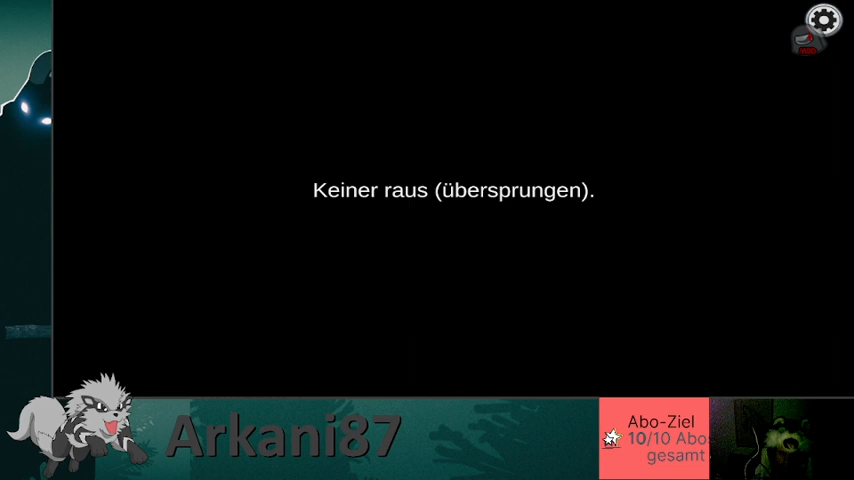 Keiner raus (übersprungen).
Arkani87
Abo-Ziel
10/10 Abos
gesamt